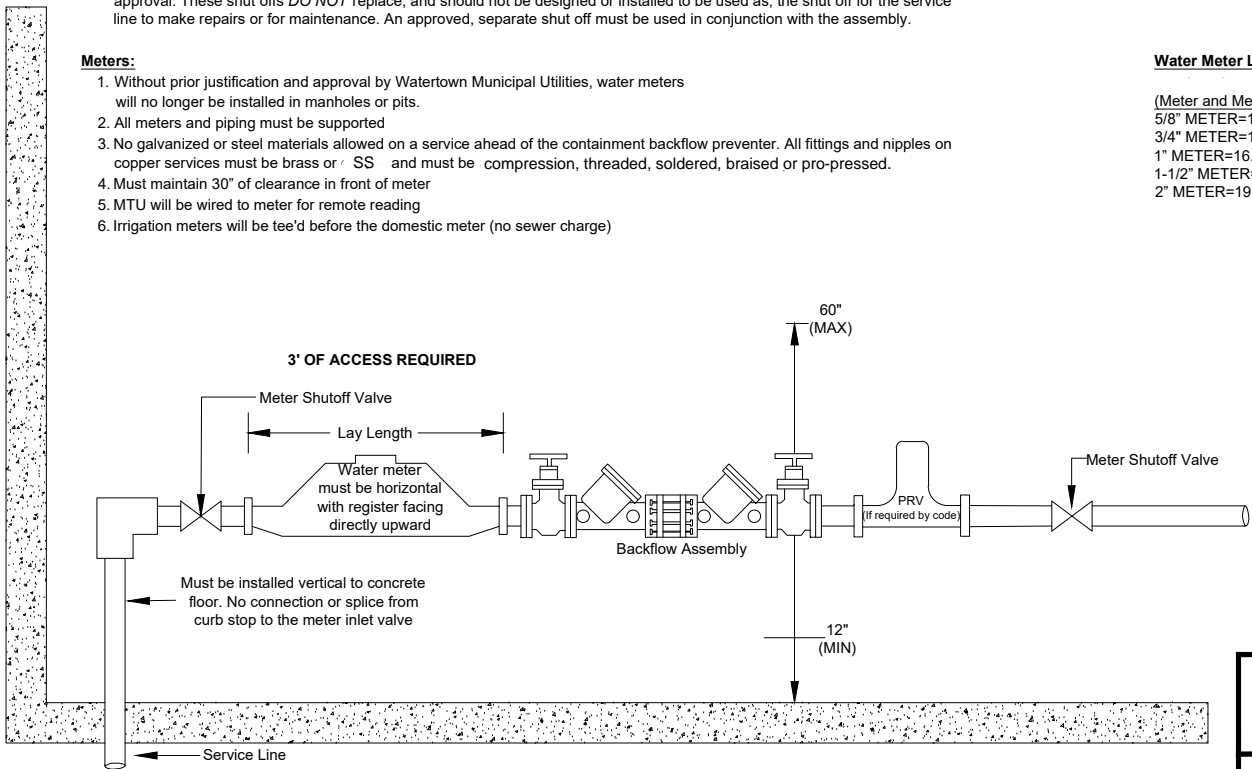 approval. These shut offs DO NOT replace, and should not be designed or installed to be used as, the shut off for the service
line to make repairs or for maintenance. An approved, separate shut off must be used in conjunction with the assembly.
Meters:
1. Without prior justification and approval by Watertown Municipal Utilities, water meters
will no longer be installed in manholes or pits.
2. All meters and piping must be supported
3. No galvanized or steel materials allowed on a service ahead of the containment backflow preventer. All fittings and nipples on
copper services must be brass or SS and must be compression, threaded, soldered, braised or pro-pressed.
4. Must maintain 30” of clearance in front of meter
5. MTU will be wired to meter for remote reading
6. Irrigation meters will be tee'd before the domestic meter (no sewer charge)
Water Meter L
(Meter and Me
5/8” METER=1
3/4" METER=1
1” METER=16.
1-1/2” METER=
2” METER=19
60"
(MAX)
3' OF ACCESS REQUIRED
Meter Shutoff Valve
Lay Length
Water meter
must be horizontal
with register facing
directly upward
Backflow Assembly
PRV
(If required by code)
Meter Shutoff Valve
Must be installed vertical to concrete
floor. No connection or splice from
curb stop to the meter inlet valve
12"
(MIN)
Service Line